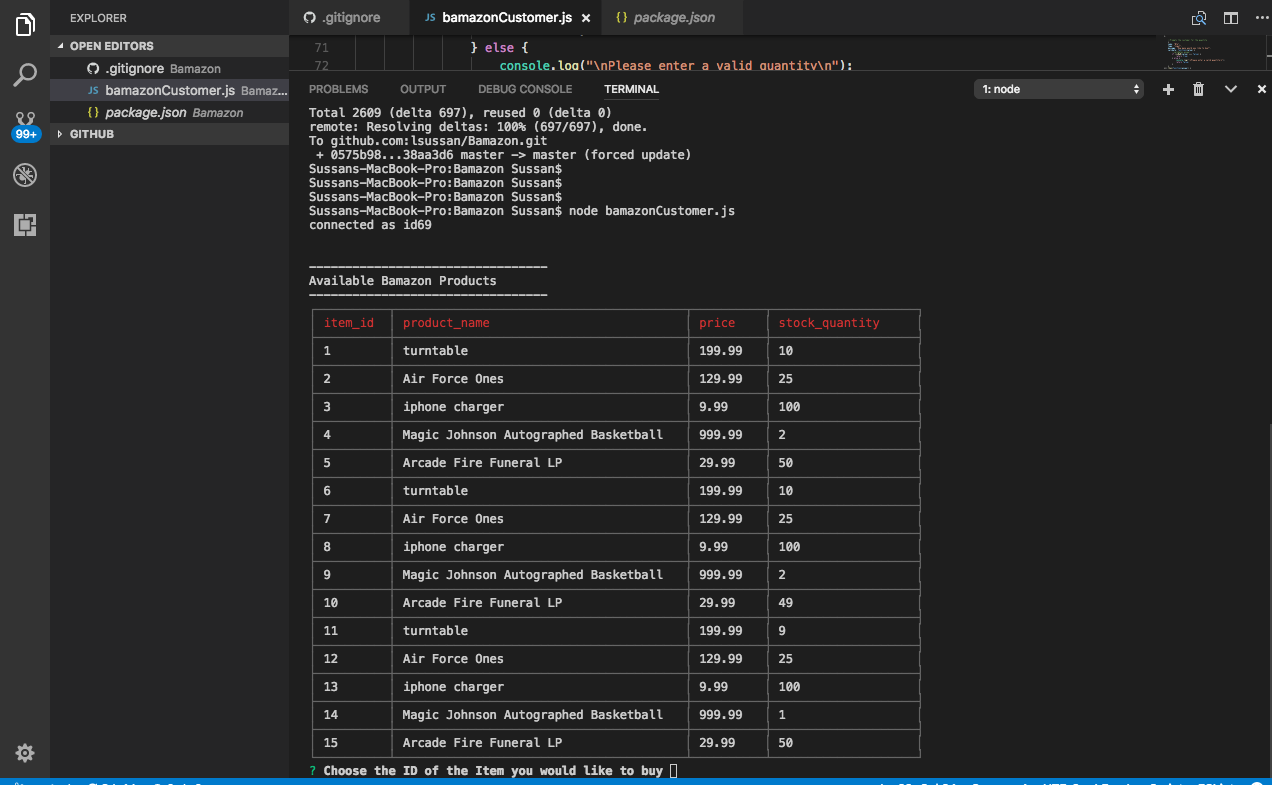 EXPLORER
OPEN EDITORS
.gitignore Bamazon
JS bamazonCustomer.js Bamaz...
{} package.json Bamazon
GITHUB
99+
.gitignore
JS bamazonCustomer.js ×
{} package.json
71 } else {
72 console.log("\nPlease enter a valid quantity\n");
PROBLEMS OUTPUT DEBUG CONSOLE TERMINAL 1: node
Total 2609 (delta 697), reused 0 (delta 0)
remote: Resolving deltas: 100% (697/697), done.
To github.com:lsussan/Bamazon.git
+ 0575b98...38aa3d6 master -> master (forced update)
Sussans-MacBook-Pro:Bamazon Sussan$
Sussans-MacBook-Pro:Bamazon Sussan$
Sussans-MacBook-Pro:Bamazon Sussan$
Sussans-MacBook-Pro:Bamazon Sussan$ node bamazonCustomer.js
connected as id69
---------------------------------
Available Bamazon Products
---------------------------------
item_id product_name price stock_quantity
1 turntable 199.99 10
2 Air Force Ones 129.99 25
3 iphone charger 9.99 100
4 Magic Johnson Autographed Basketball 999.99 2
5 Arcade Fire Funeral LP 29.99 50
6 turntable 199.99 10
7 Air Force Ones 129.99 25
8 iphone charger 9.99 100
9 Magic Johnson Autographed Basketball 999.99 2
10 Arcade Fire Funeral LP 29.99 49
11 turntable 199.99 9
12 Air Force Ones 129.99 25
13 iphone charger 9.99 100
14 Magic Johnson Autographed Basketball 999.99 1
15 Arcade Fire Funeral LP 29.99 50
? Choose the ID of the Item you would like to buy